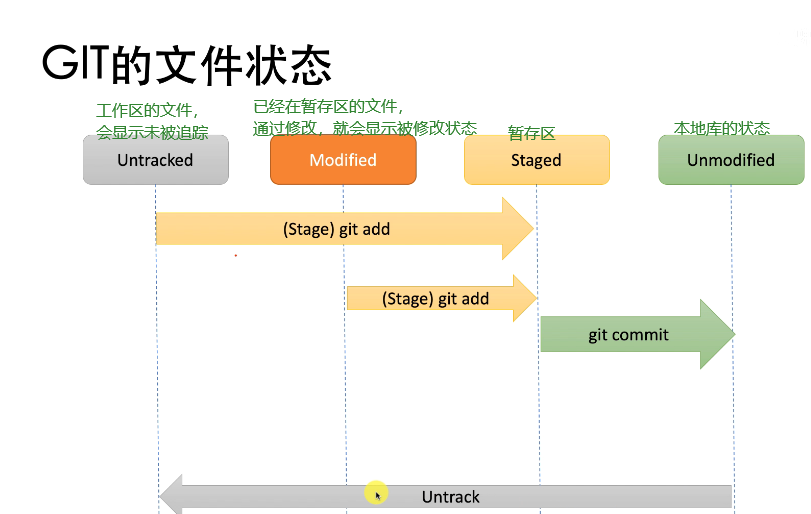 GIT的文件状态
工作区的文件，
会显示未被追踪
已经在暂存区的文件，
通过修改，就会显示被修改状态
暂存区
本地库的状态
Untracked
Modified
Staged
Unmodified
(Stage) git add
(Stage) git add
git commit
Untrack